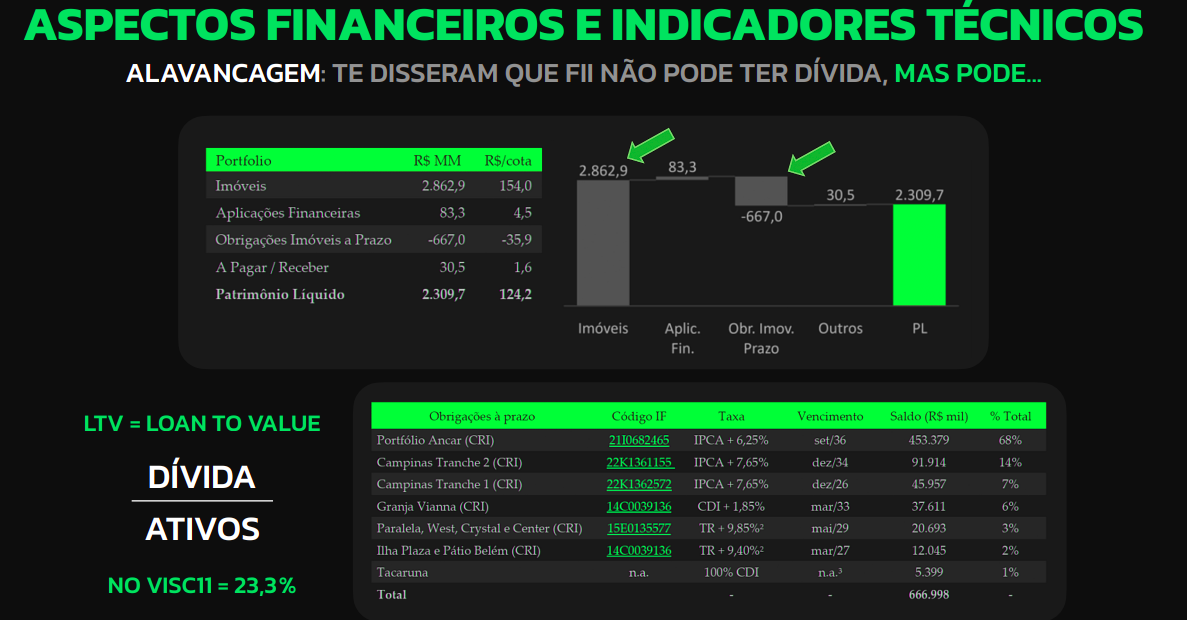 ASPECTOS FINANCEIROS E INDICADORES TÉCNICOS
ALAVANCAGEM: TE DISSERAM QUE FII NÃO PODE TER DÍVIDA, MAS PODE...
Portfolio R$ MM R$/cota
Imóveis 2.862,9 154,0
Aplicações Financeiras 83,3 4,5
Obrigações Imóveis a Prazo -667,0 -35,9
A Pagar / Receber 30,5 1,6
Patrimônio Líquido 2.309,7 124,2
2.862,9 83,3 -667,0 30,5 2.309,7
Imóveis Aplic. Fin. Obr. Imov. Prazo Outros PL
LTV = LOAN TO VALUE
DÍVIDA
ATIVOS
NO VISC11 = 23,3%
Obrigações à prazo Código IF Taxa Vencimento Saldo (R$ mil) % Total
Portfólio Ancar (CRI) 21I0682465 IPCA + 6,25% set/36 453.379 68%
Campinas Tranche 2 (CRI) 22K1361155 IPCA + 7,65% dez/34 91.914 14%
Campinas Tranche 1 (CRI) 22K1362572 IPCA + 7,65% dez/26 45.957 7%
Granja Vianna (CRI) 14C0039136 CDI + 1,85% mar/33 37.611 6%
Paralela, West, Crystal e Center (CRI) 15E0135577 TR + 9,85%² mai/29 20.693 3%
Ilha Plaza e Pátio Belém (CRI) 14C0039136 TR + 9,40%² mar/27 12.045 2%
Tacaruna n.a. 100% CDI n.a.³ 5.399 1%
Total - - 666.998 -